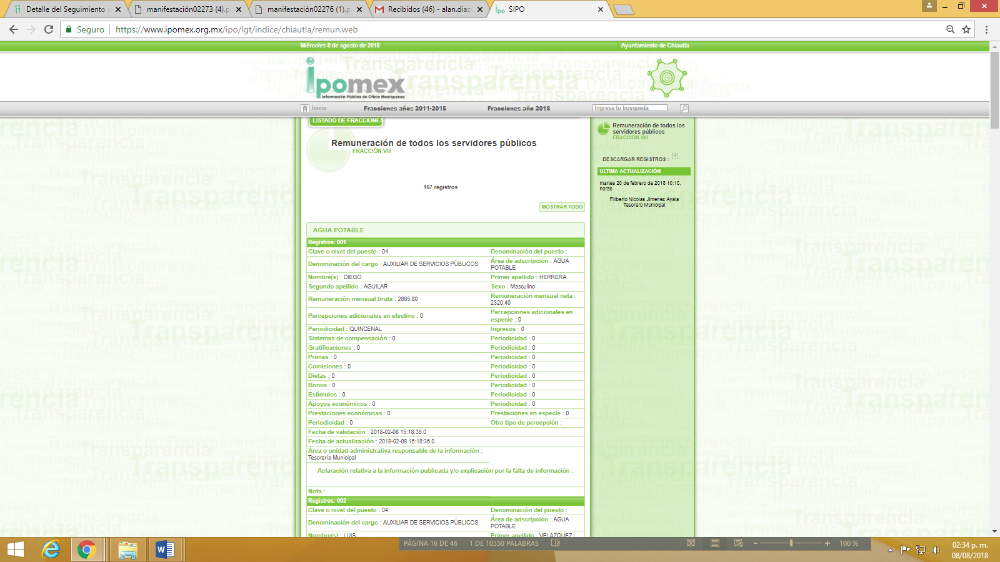 Detalle del Seguimiento
manifestación02273 (4).p
manifestación02276 (1).p
Recibidos (46) - alan.diaz
SIPO
Seguro
https://www.ipomex.org.mx/ipo/lgt/indice/chiautla/remun.web
Miércoles 8 de agosto de 2018
Ayuntamiento de Chiautla
ipomex
Información Pública de Oficio Mexiquense
Transparencia
Inicio
Fracciones años 2011-2015
Fracciones año 2018
Ingresa tu busqueda
LISTADO DE FRACCIONES
Remuneración de todos los servidores públicos
FRACCIÓN VIII
167 registros
MOSTRAR TODO
Remuneración de todos los
servidores públicos
FRACCIÓN VIII
DESCARGAR REGISTROS :
ULTIMA ACTUALIZACIÓN
martes 20 de febrero de 2018 10:10,
horas
Filiberto Nicolas Jimenez Ayala
Tesorero Municipal
AGUA POTABLE
Registros: 001
Clave o nivel del puesto : 04 Denominación del puesto :
Denominación del cargo : AUXILIAR DE SERVICIOS PÚBLICOS Área de adscripción : AGUA
POTABLE
Nombre(s) : DIEGO Primer apellido : HERRERA
Segundo apellido : AGUILAR Sexo : Masculino
Remuneración mensual bruta : 2665.80 Remuneración mensual neta :
2320.40
Percepciones adicionales en efectivo : 0 Percepciones adicionales en
especie : 0
Periodicidad : QUINCENAL Ingresos : 0
Sistemas de compensación : 0 Periodicidad : 0
Gratificaciones : 0 Periodicidad : 0
Primas : 0 Periodicidad : 0
Comisiones : 0 Periodicidad : 0
Dietas : 0 Periodicidad : 0
Bonos : 0 Periodicidad : 0
Estímulos : 0 Periodicidad : 0
Apoyos económicos : 0 Periodicidad : 0
Prestaciones económicas : 0 Prestaciones en especie : 0
Periodicidad : 0 Otro tipo de percepción :
Fecha de validación : 2018-02-08 15:18:36.0
Fecha de actualización : 2018-02-08 15:18:36.0
Área o unidad administrativa responsable de la información :
Tesorería Municipal
Aclaración relativa a la información publicada y/o explicación por la falta de información :
Nota :
Registros: 002
Clave o nivel del puesto : 04 Denominación del puesto :
Denominación del cargo : AUXILIAR DE SERVICIOS PÚBLICOS Área de adscripción : AGUA
POTABLE
Nombre(s) : LUIS Primer apellido : VELAZQUEZ
PÁGINA 16 DE 46 1 DE 10350 PALABRAS
100 %
02:34 p. m.
08/08/2018